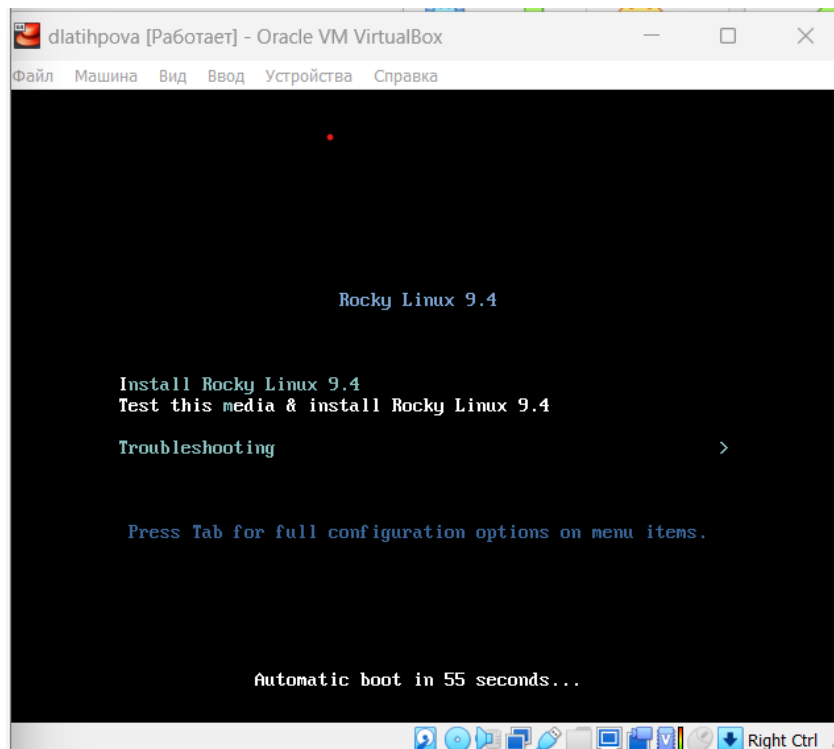 dlatihpova [Работает] - Oracle VM VirtualBox
Файл Машина Вид Ввод Устройства Справка
Rocky Linux 9.4
Install Rocky Linux 9.4
Test this media & install Rocky Linux 9.4
Troubleshooting >
Press Tab for full configuration options on menu items.
Automatic boot in 55 seconds...
Right Ctrl